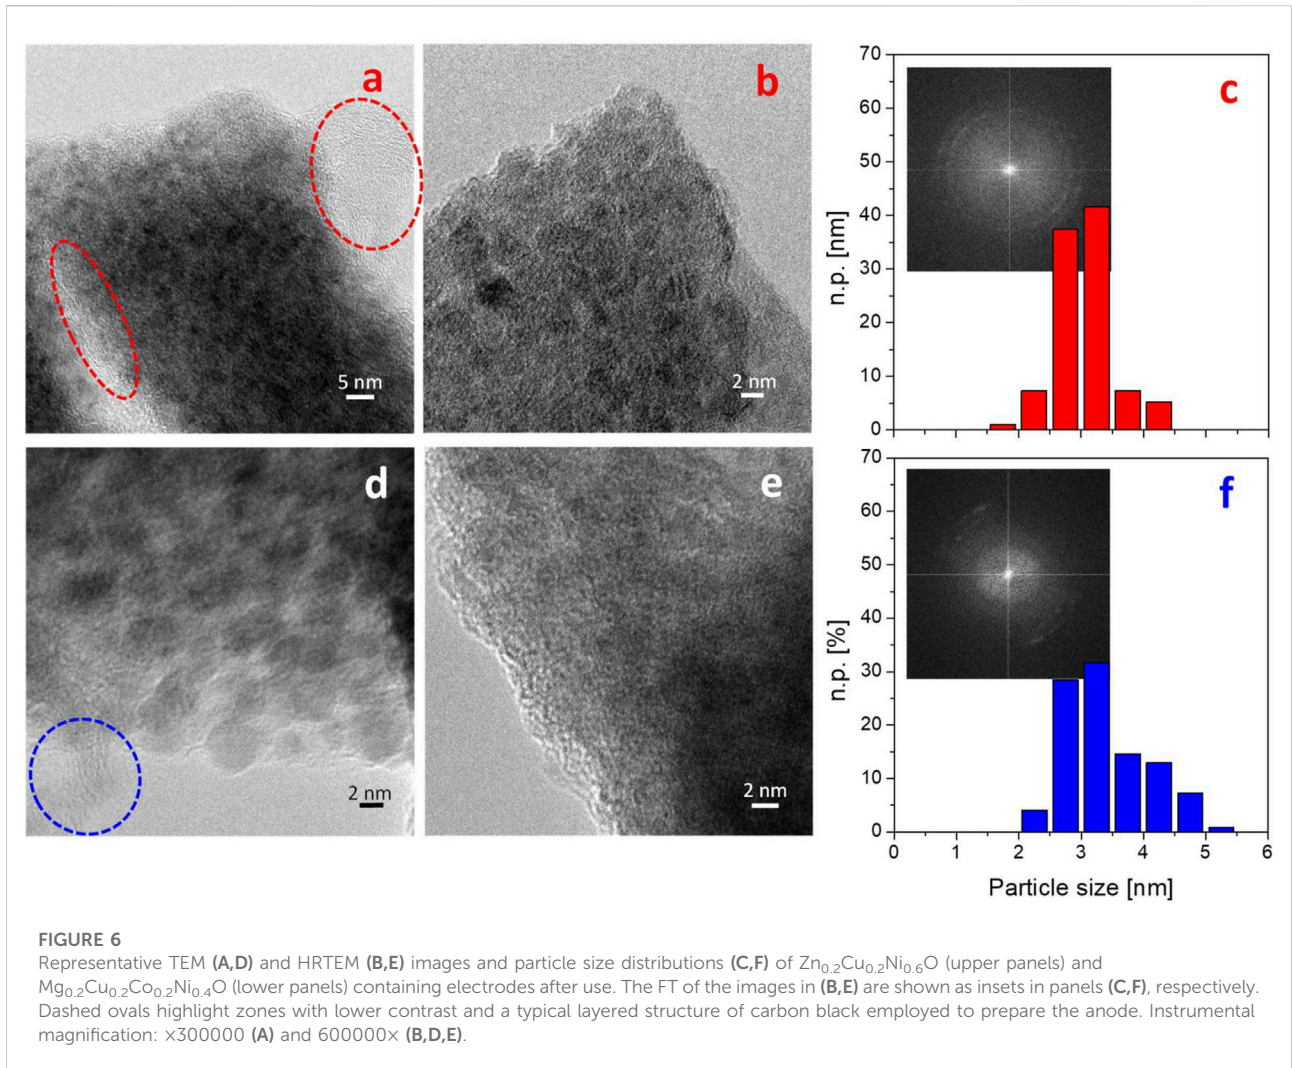 a
b
5 nm
2 nm
70
60
50
40
30
20
10
0
n.p. [nm]
c
d
e
2 nm
2 nm
70
60
50
40
30
20
10
0
n.p. [%]
f
0 1 2 3 4 5 6
Particle size [nm]
FIGURE 6
Representative TEM (A,D) and HRTEM (B,E) images and particle size distributions (C,F) of Zn₀.₂Cu₀.₂Ni₀.₆O (upper panels) and
Mg₀.₂Cu₀.₂Co₀.₂Ni₀.₄O (lower panels) containing electrodes after use. The FT of the images in (B,E) are shown as insets in panels (C,F), respectively.
Dashed ovals highlight zones with lower contrast and a typical layered structure of carbon black employed to prepare the anode. Instrumental
magnification: ×300000 (A) and 600000× (B,D,E).